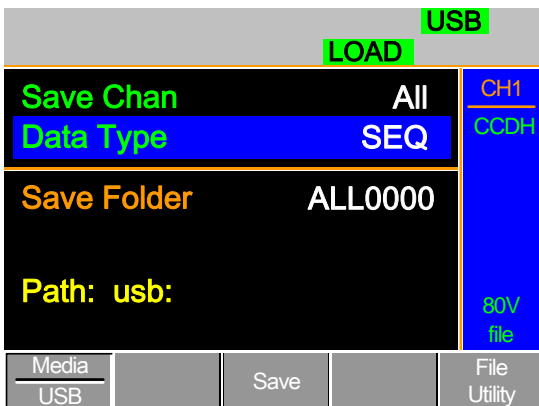 USB
LOAD
Save Chan All
Data Type SEQ
Save Folder ALL0000
Path: usb:
CH1
CCDH
80V
file
Media
USB
Save
File
Utility